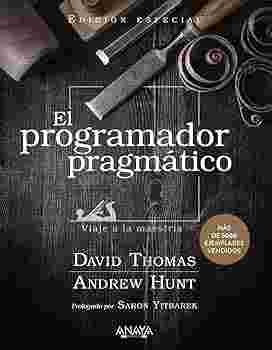 EDICIÓN ESPECIAL
El
programador
pragmático
Viaje a la maestría
DAVID THOMAS
ANDREW HUNT
Prologado por SARON YITBAREK
MÁS
DE 5000
EJEMPLARES
VENDIDOS
ANAYA